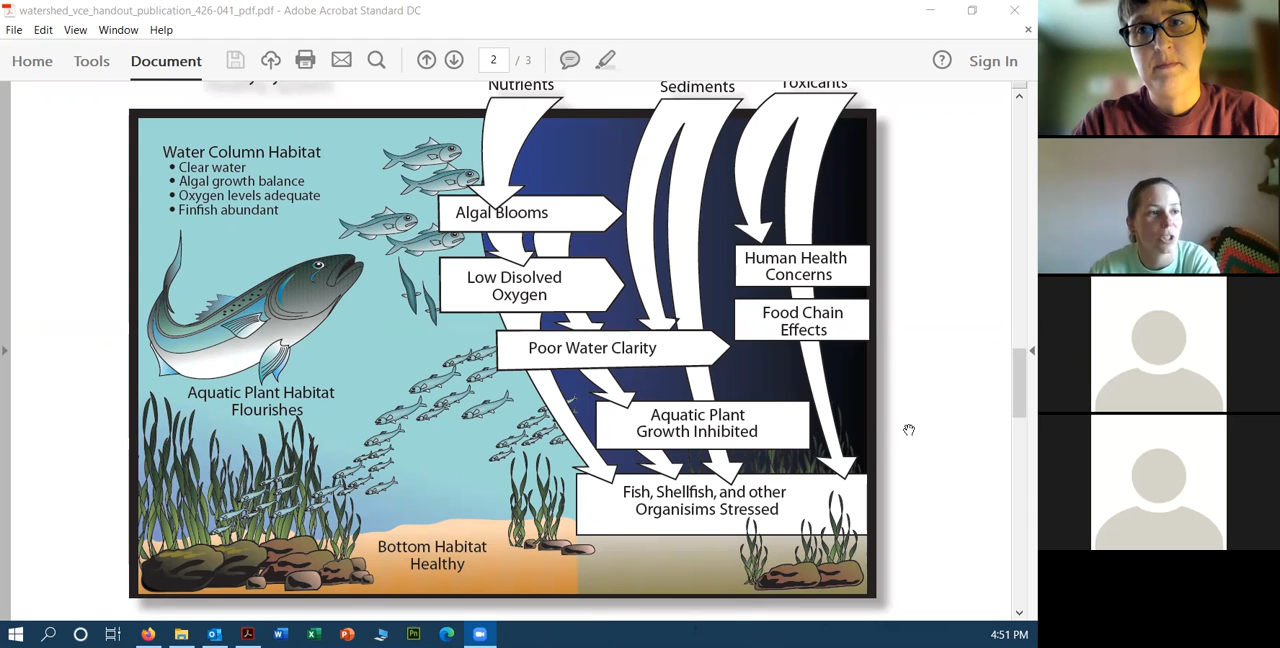 watershed_vce_handout_publication_426-041_pdf.pdf - Adobe Acrobat Standard DC
File Edit View Window Help
Home Tools Document 2 / 3 Sign In
Nutrients Sediments Toxicants
Water Column Habitat
• Clear water
• Algal growth balance
• Oxygen levels adequate
• Finfish abundant
Algal Blooms
Low Dissolved
Oxygen
Human Health
Concerns
Food Chain
Effects
Poor Water Clarity
Aquatic Plant Habitat
Flourishes
Aquatic Plant
Growth Inhibited
Fish, Shellfish, and other
Organisims Stressed
Bottom Habitat
Healthy
4:51 PM